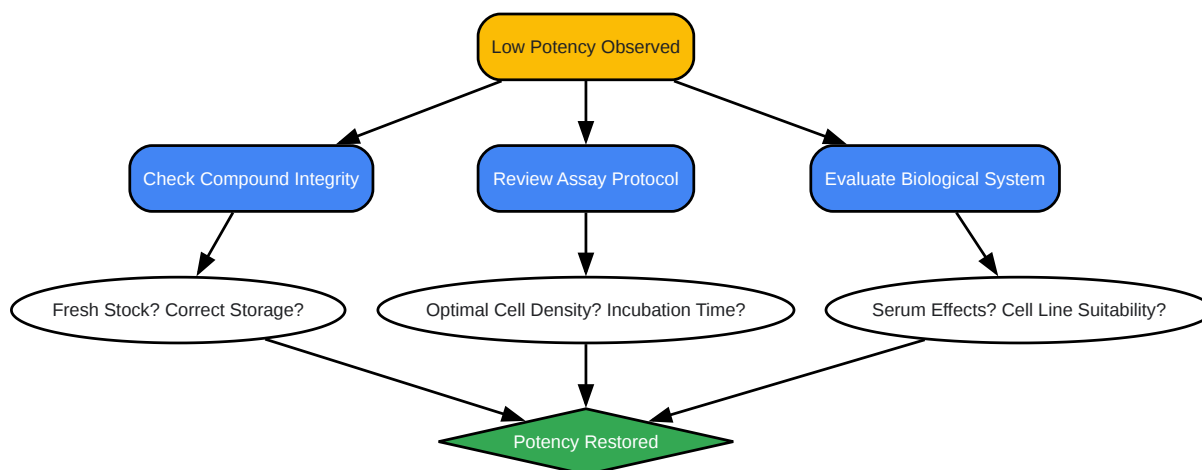 Low Potency Observed
Check Compound Integrity
Review Assay Protocol
Evaluate Biological System
Fresh Stock? Correct Storage?
Optimal Cell Density? Incubation Time?
Serum Effects? Cell Line Suitability?
Potency Restored